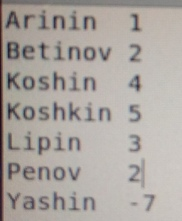 Arinin  1
Betinov 2
Koshin  4
Koshkin 5
Lipin   3
Penov   2
Yashin  -7